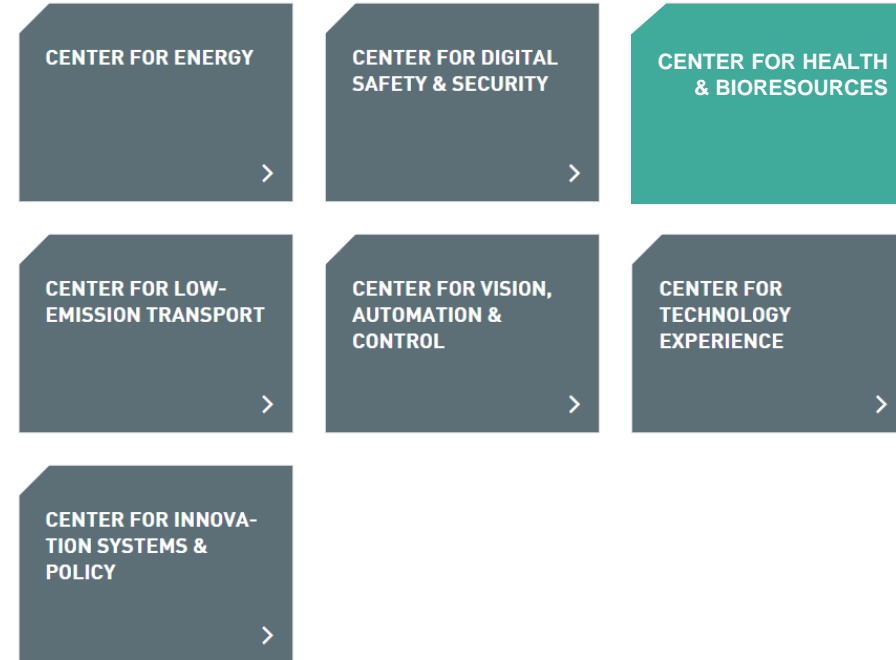 CENTER FOR ENERGY
CENTER FOR DIGITAL
SAFETY & SECURITY
CENTER FOR HEALTH
& BIORESOURCES
CENTER FOR LOW-
EMISSION TRANSPORT
CENTER FOR VISION,
AUTOMATION &
CONTROL
CENTER FOR
TECHNOLOGY
EXPERIENCE
CENTER FOR INNOVA-
TION SYSTEMS &
POLICY